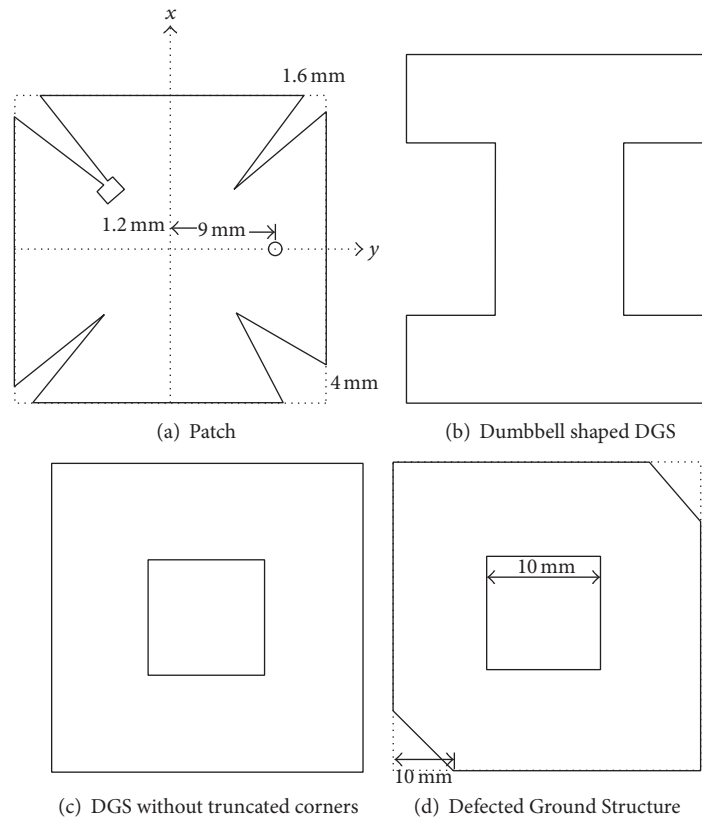 x
1.6 mm
1.2 mm
9 mm
y
4 mm
(a) Patch
(b) Dumbbell shaped DGS
10 mm
10 mm
(c) DGS without truncated corners
(d) Defected Ground Structure